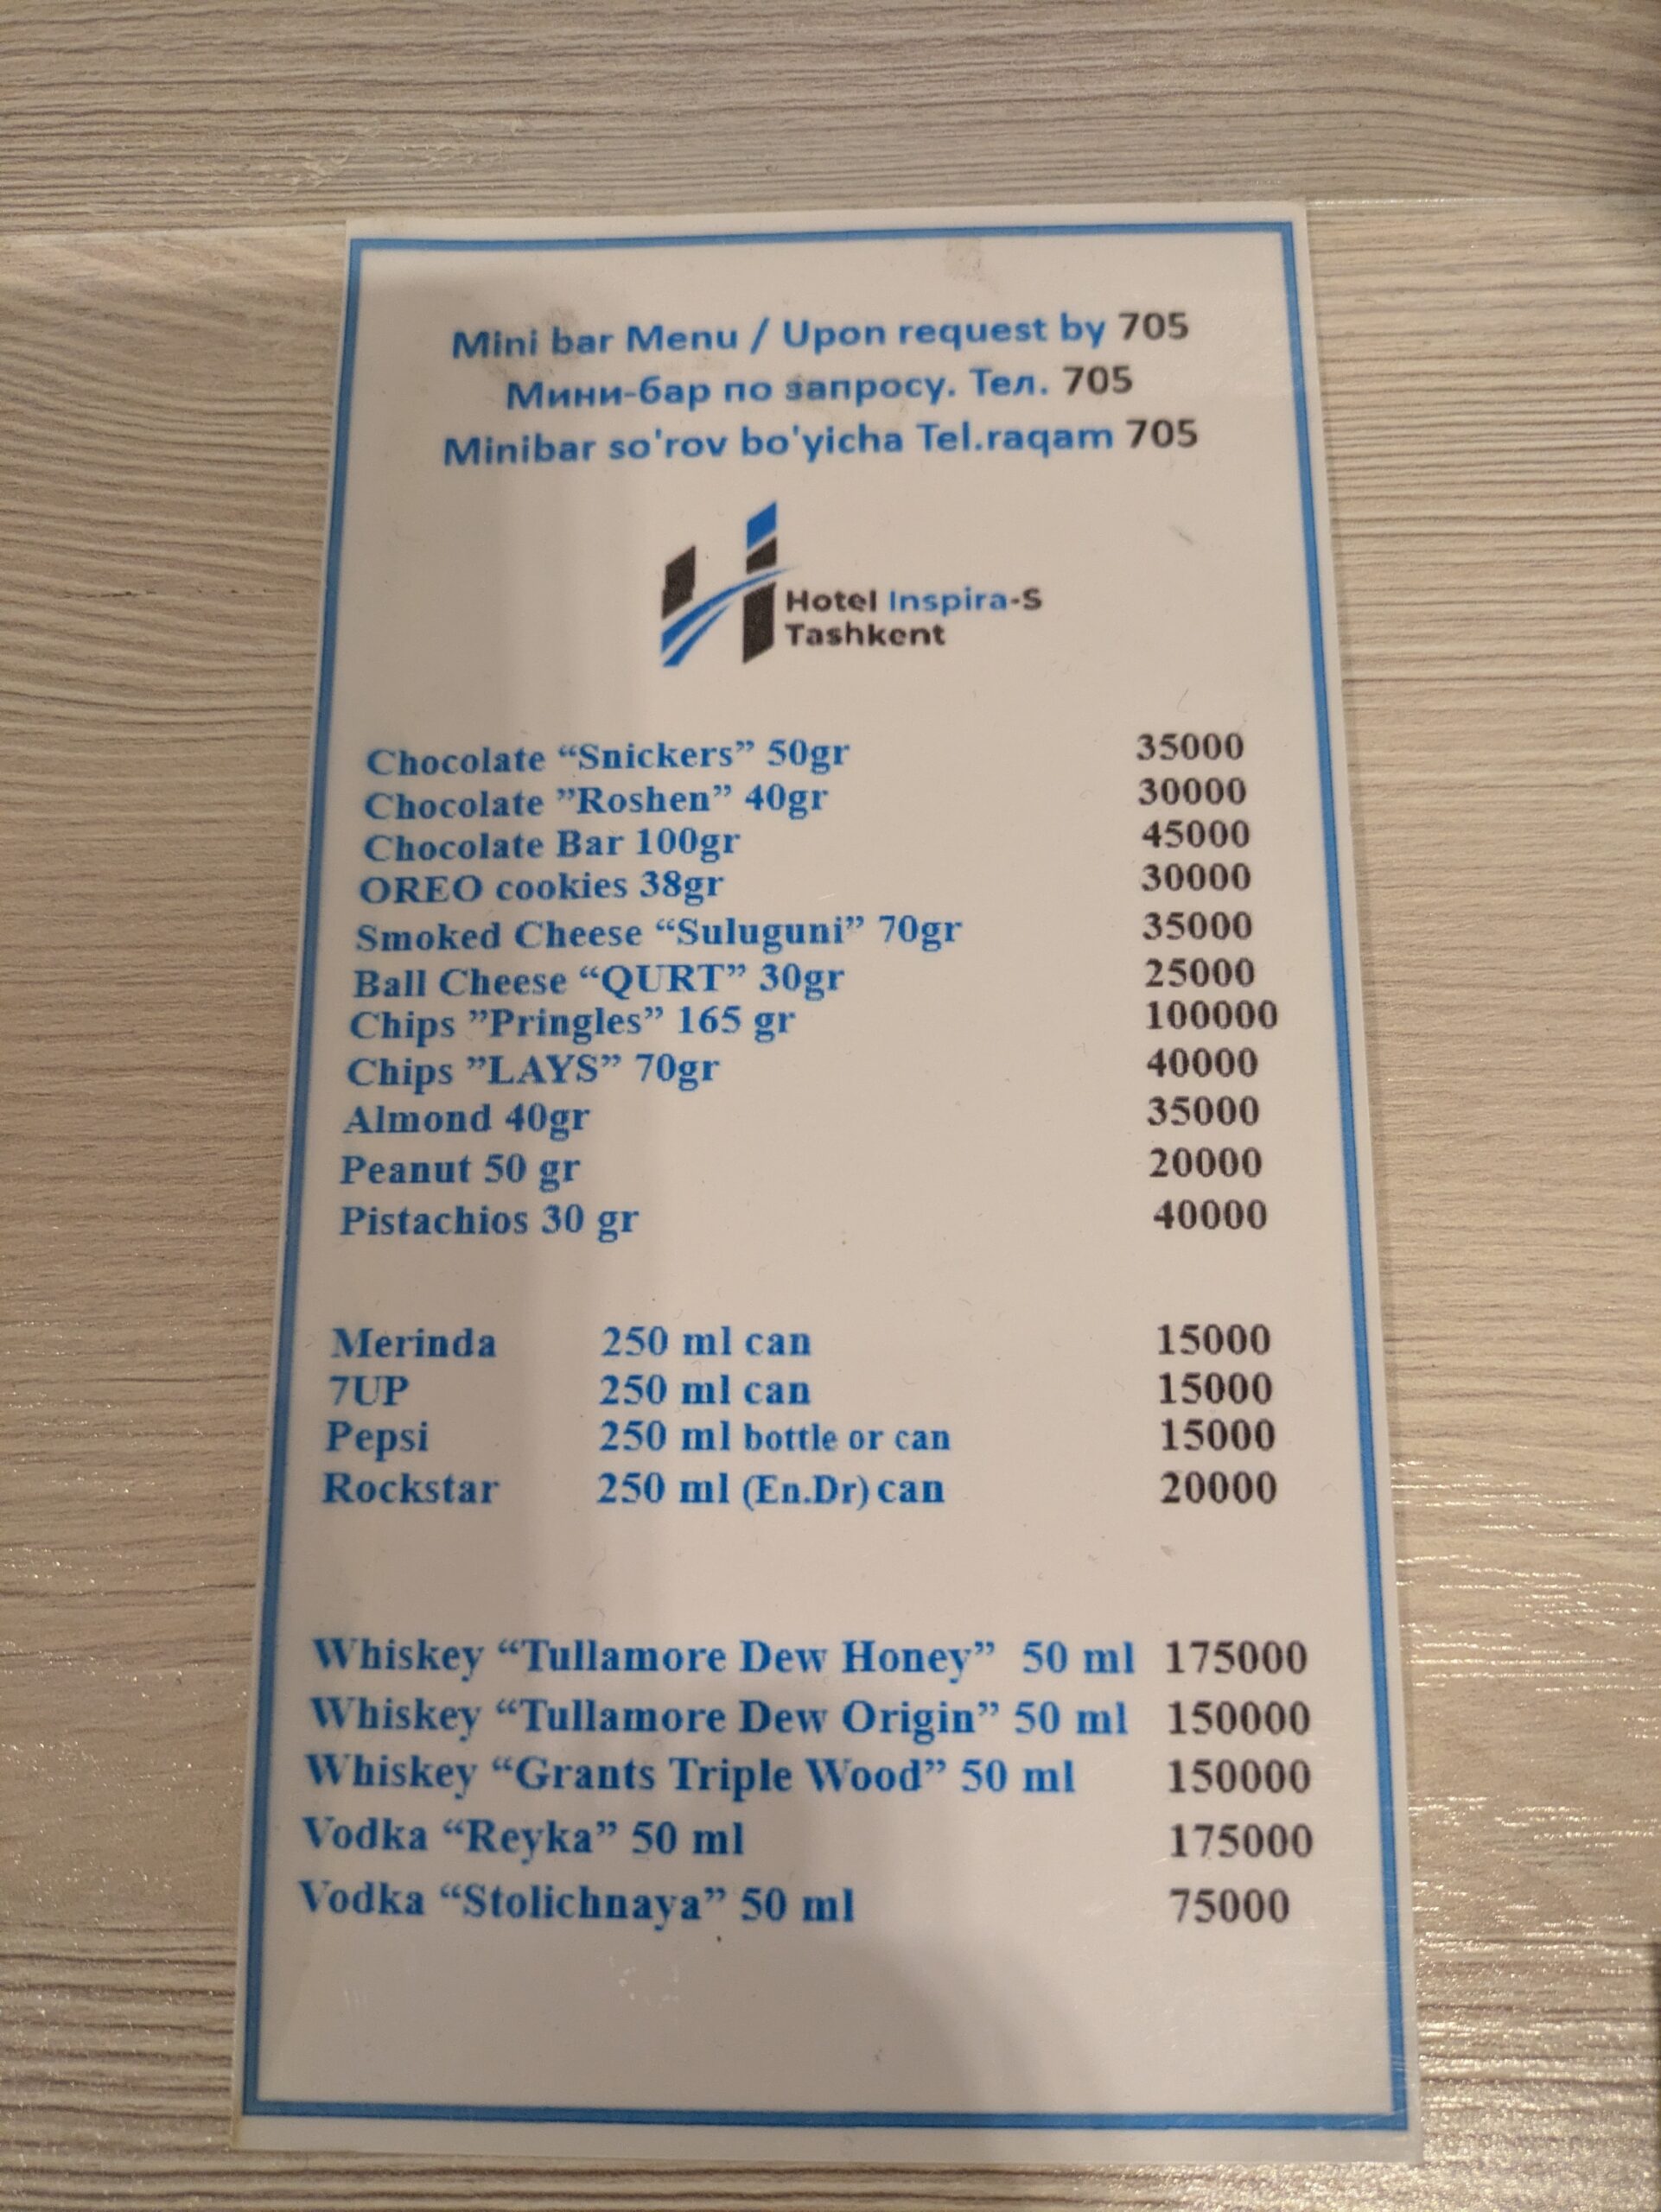 Mini bar Menu / Upon request by 705
Мини-бар по запросу. Тел. 705
Minibar so'rov bo'yicha Tel.raqam 705
Hotel Inspira-S
Tashkent
Chocolate “Snickers” 50gr 35000
Chocolate ”Roshen” 40gr 30000
Chocolate Bar 100gr 45000
OREO cookies 38gr 30000
Smoked Cheese “Suluguni” 70gr 35000
Ball Cheese “QURT” 30gr 25000
Chips ”Pringles” 165 gr 100000
Chips ”LAYS” 70gr 40000
Almond 40gr 35000
Peanut 50 gr 20000
Pistachios 30 gr 40000
Merinda 250 ml can 15000
7UP 250 ml can 15000
Pepsi 250 ml bottle or can 15000
Rockstar 250 ml (En.Dr) can 20000
Whiskey “Tullamore Dew Honey” 50 ml 175000
Whiskey “Tullamore Dew Origin” 50 ml 150000
Whiskey “Grants Triple Wood” 50 ml 150000
Vodka “Reyka” 50 ml 175000
Vodka “Stolichnaya” 50 ml 75000